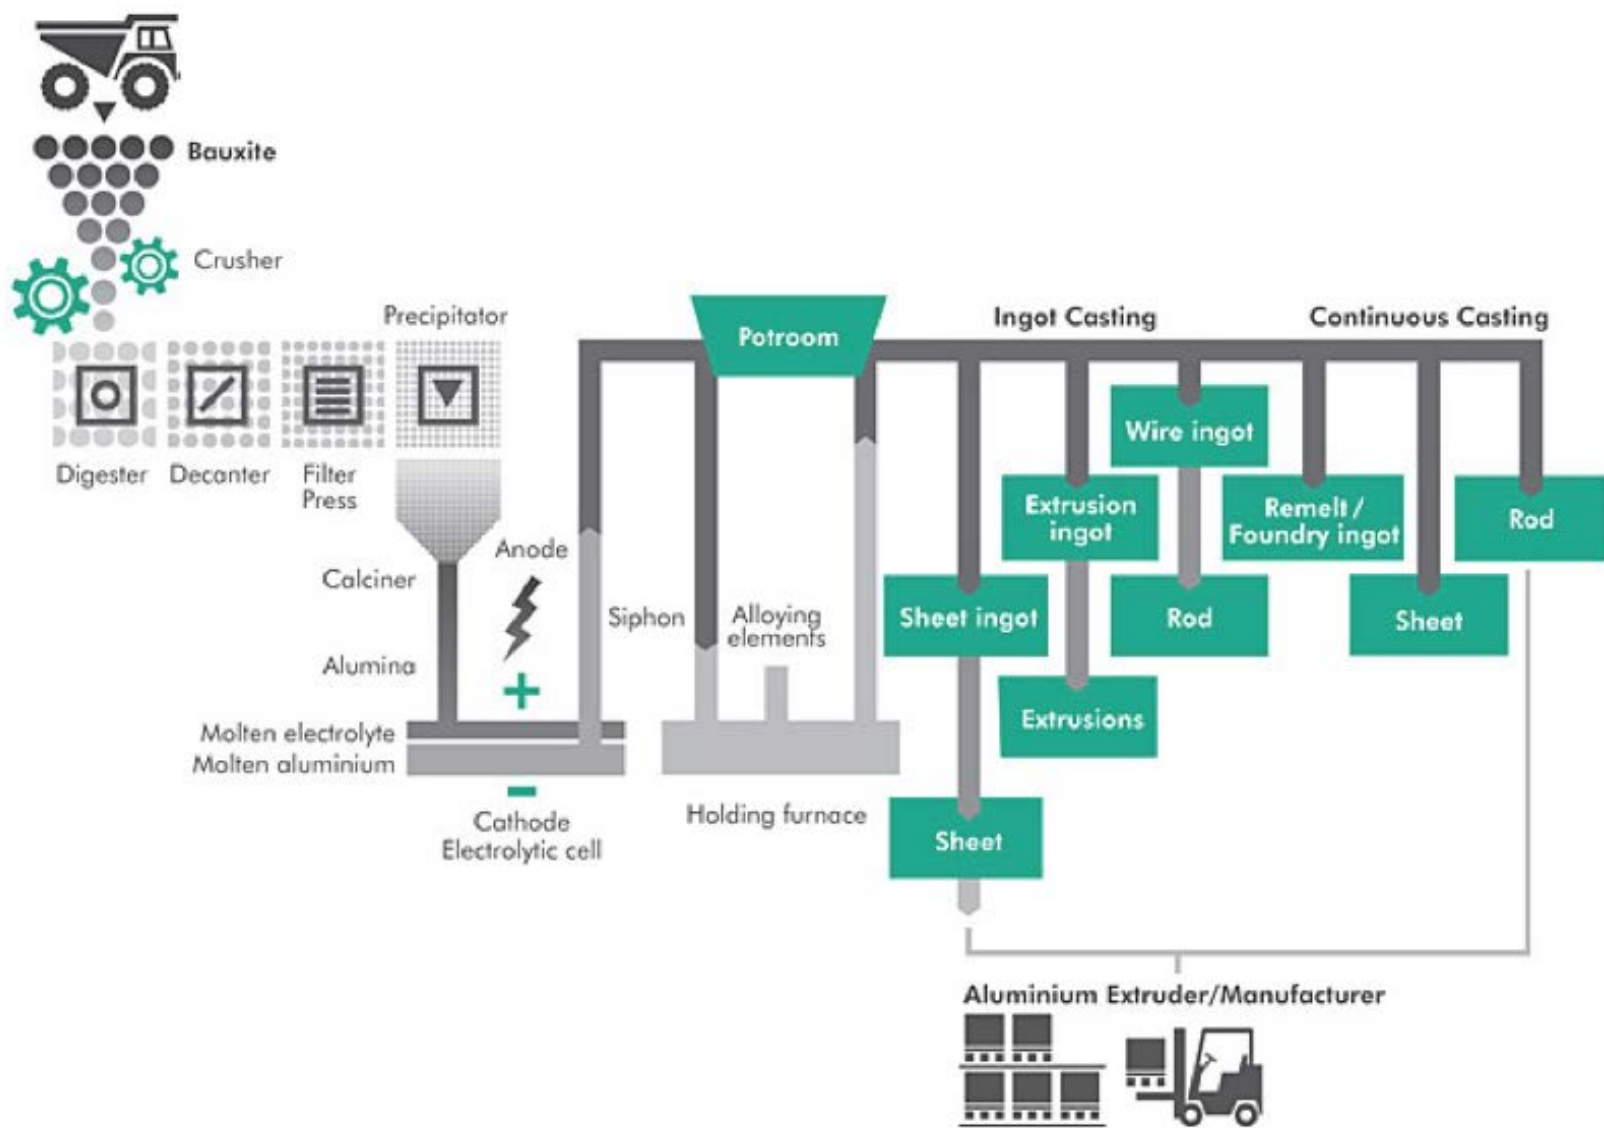 Bauxite
Crusher
Precipitator
Digester
Decanter
Filter
Press
Calciner
Alumina
Anode
+
Molten electrolyte
Molten aluminium
-
Cathode
Electrolytic cell
Siphon
Alloying
elements
Holding furnace
Potroom
Ingot Casting
Continuous Casting
Wire ingot
Extrusion
ingot
Remelt /
Foundry ingot
Rod
Sheet ingot
Rod
Sheet
Extrusions
Sheet
Aluminium Extruder/Manufacturer